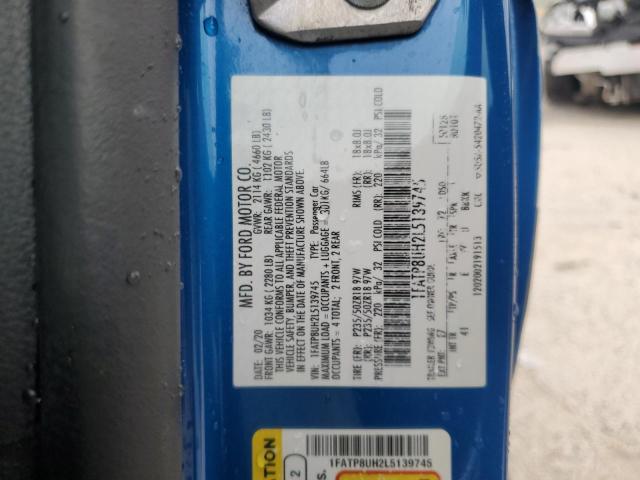 MFD. BY FORD MOTOR CO.
DATE: 02/20 GVWR: 2114 KG ( 4660 LB)
FRONT GAWR: 1034 KG ( 2280 LB) REAR GAWR: 1102 KG ( 2430 LB)
THIS VEHICLE CONFORMS TO ALL APPLICABLE FEDERAL MOTOR
VEHICLE SAFETY, BUMPER, AND THEFT PREVENTION STANDARDS
IN EFFECT ON THE DATE OF MANUFACTURE SHOWN ABOVE.
VIN: 1FATP8UH2L5139745 TYPE: Passenger Car
MAXIMUM LOAD = OCCUPANTS + LUGGAGE = 301KG/ 664LB
OCCUPANTS = 4 TOTAL; 2 FRONT, 2 REAR
TIRE (FR): P235/50ZR18 97W RIMS (FR): 18x8.0J
(RR): P235/50ZR18 97W (RR): 18x8.0J
PRESSURE(FR): 220 kPa/ 32 PSI COLD (RR): 220 kPa/ 32 PSI COLD
1FATP8UH2L5139745
EXT PNT: E7
41
1202002191513
1FATP8UH2L5139745